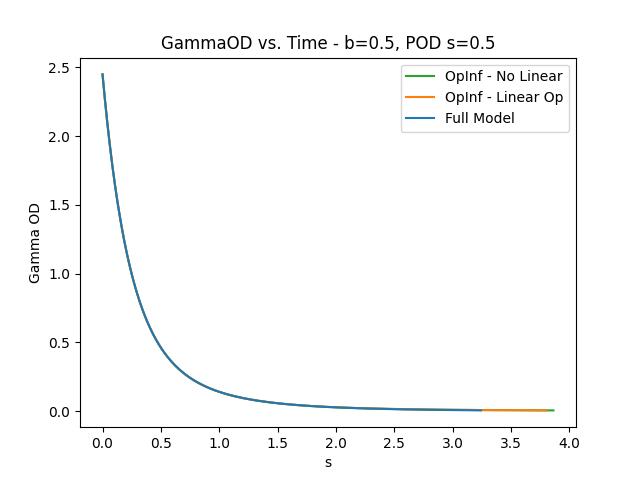 GammaOD vs. Time - b=0.5, POD s=0.5
OpInf - No Linear
OpInf - Linear Op
Full Model
Gamma OD
2.5
2.0
1.5
1.0
0.5
0.0
0.0 0.5 1.0 1.5 2.0 2.5 3.0 3.5 4.0
s